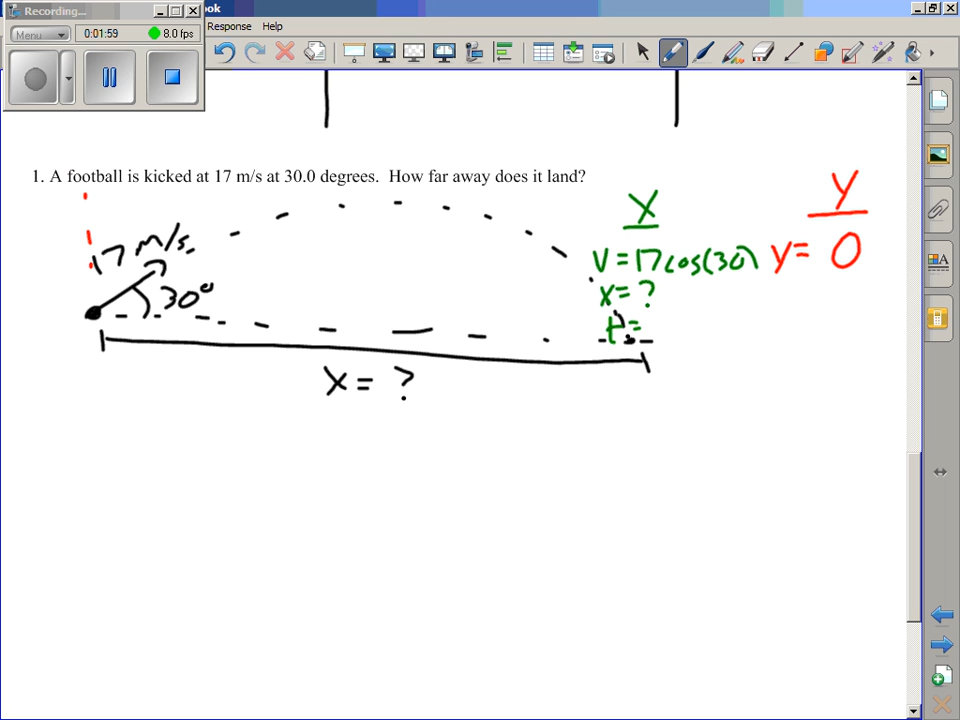 Recording...
ook
Menu
0:01:59
8.0 fps
Response Help
1. A football is kicked at 17 m/s at 30.0 degrees. How far away does it land?
17 m/s
30°
x = ?
X
V = 17cos(30)
x = ?
t =
Y
y = 0